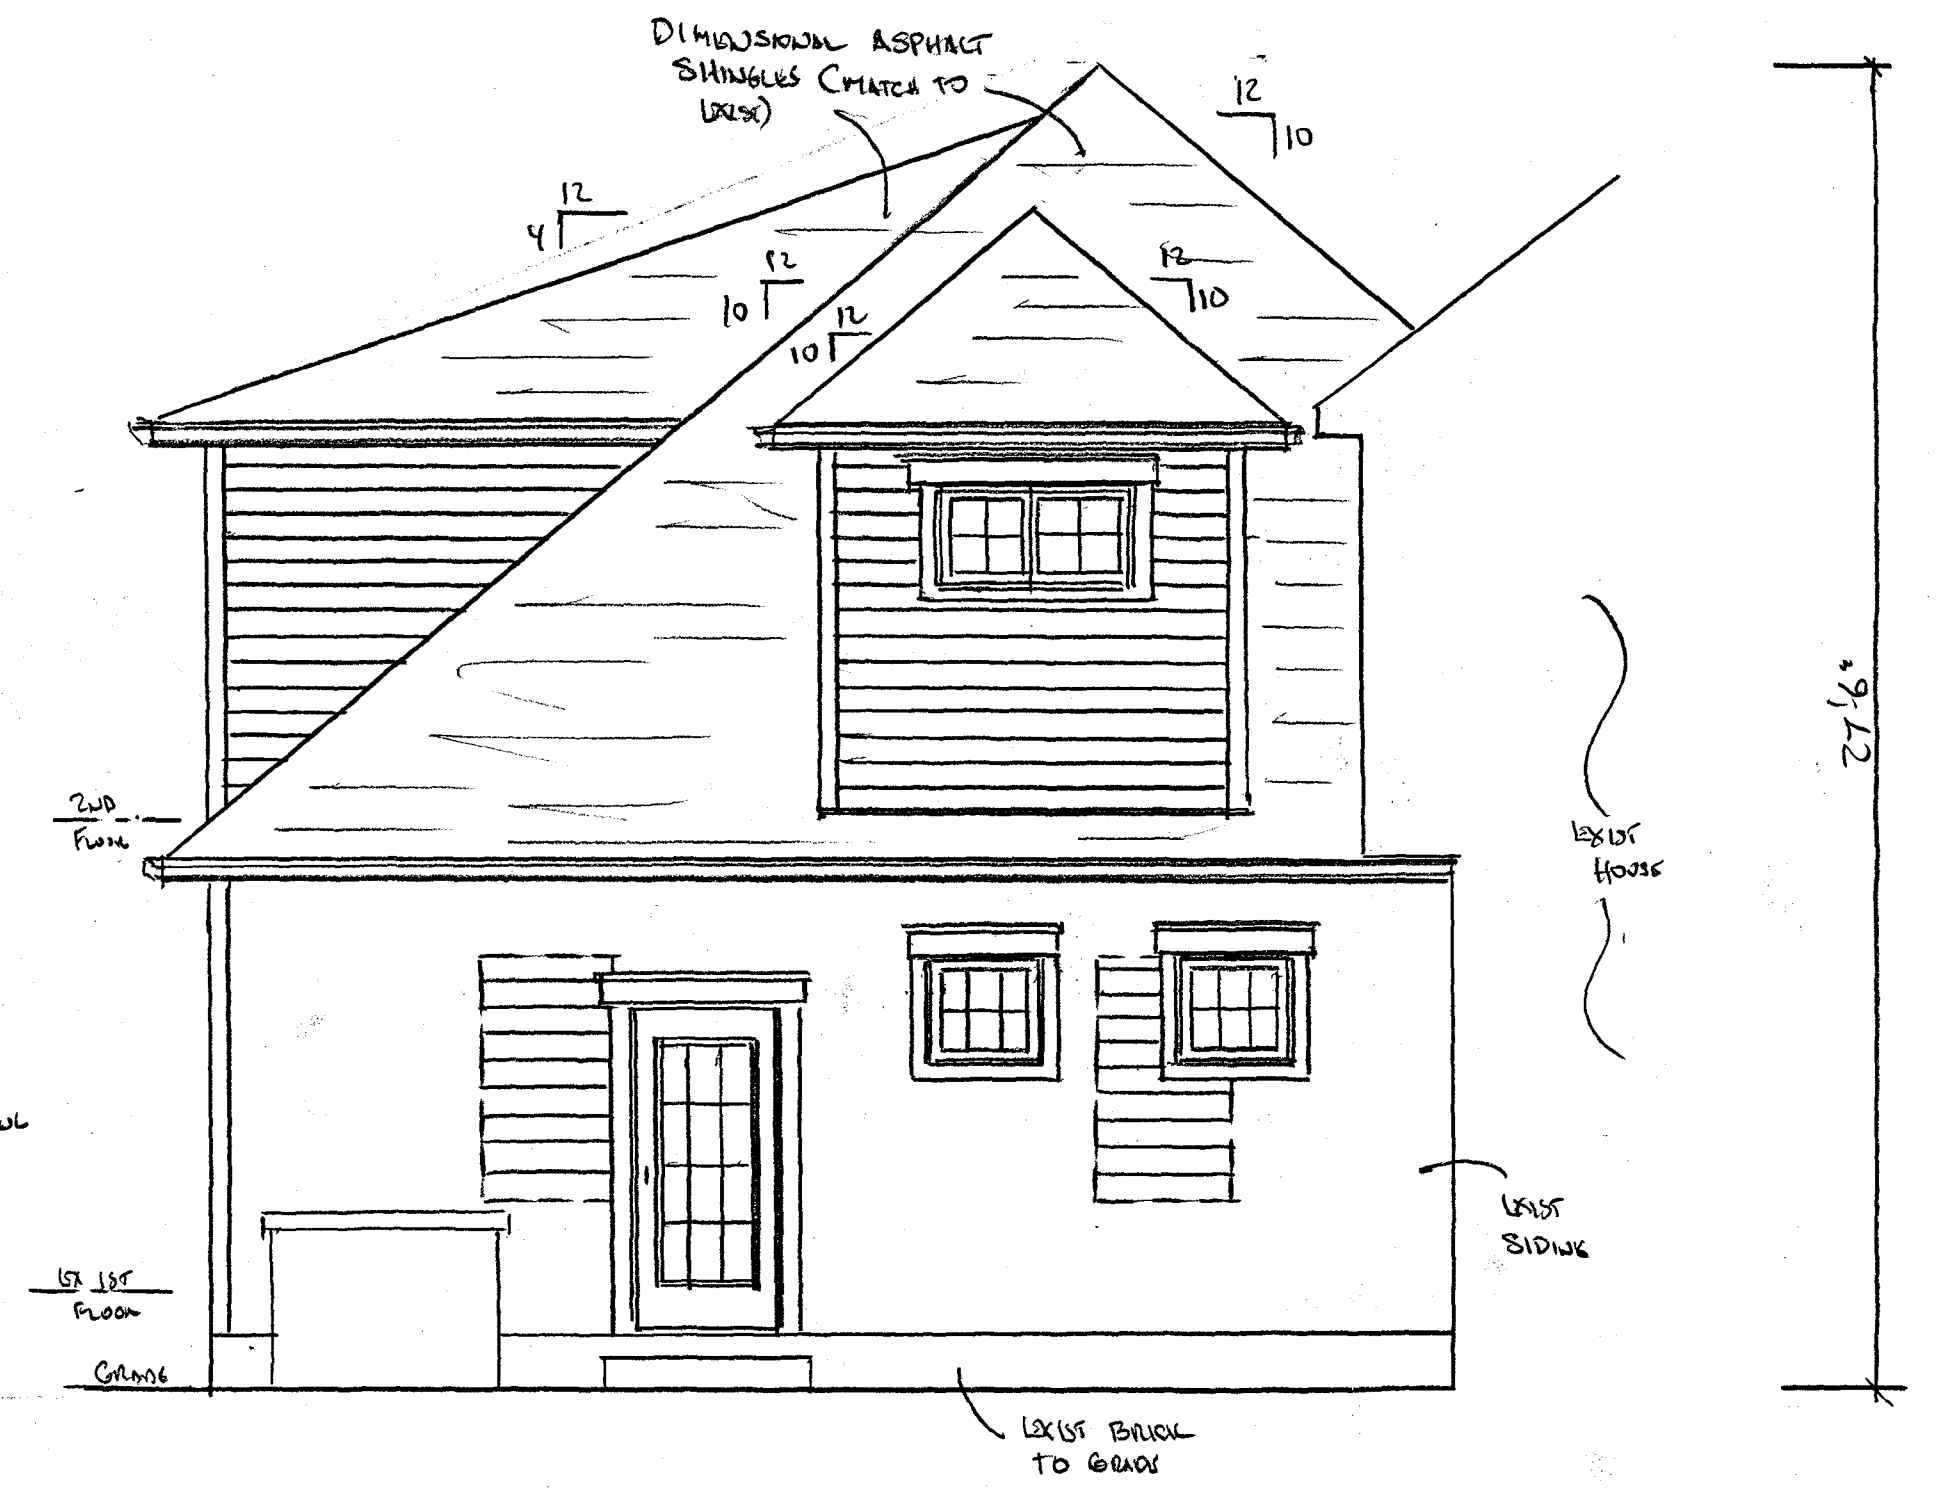 DIMENSIONAL ASPHALT
SHINGLES (MATCH TO
EXIST)
12
10
12
4
12
10
12
10
12
10
27'-6"
2ND
FLOOR
EXIST
HOUSE
EXIST
SIDING
EX 1ST
FLOOR
GRADE
EXIST BRICK
TO GRADE